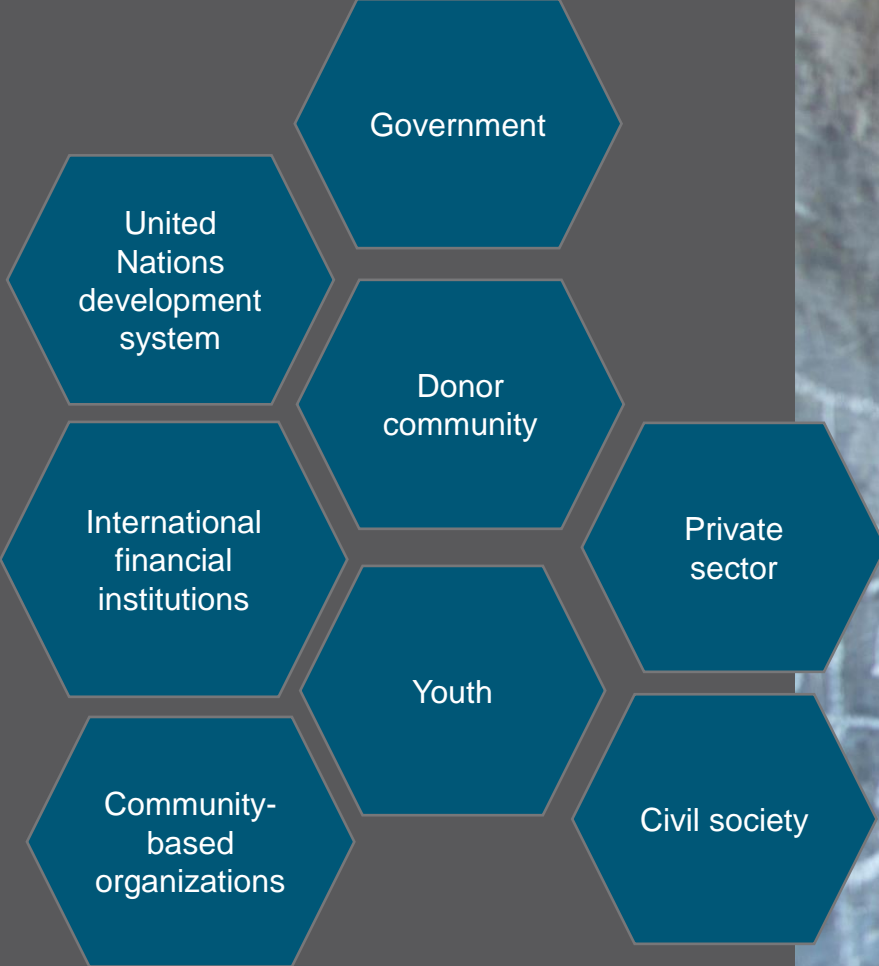 Government
United
Nations
development
system
Donor
community
International
financial
institutions
Private
sector
Youth
Community-
based
organizations
Civil society